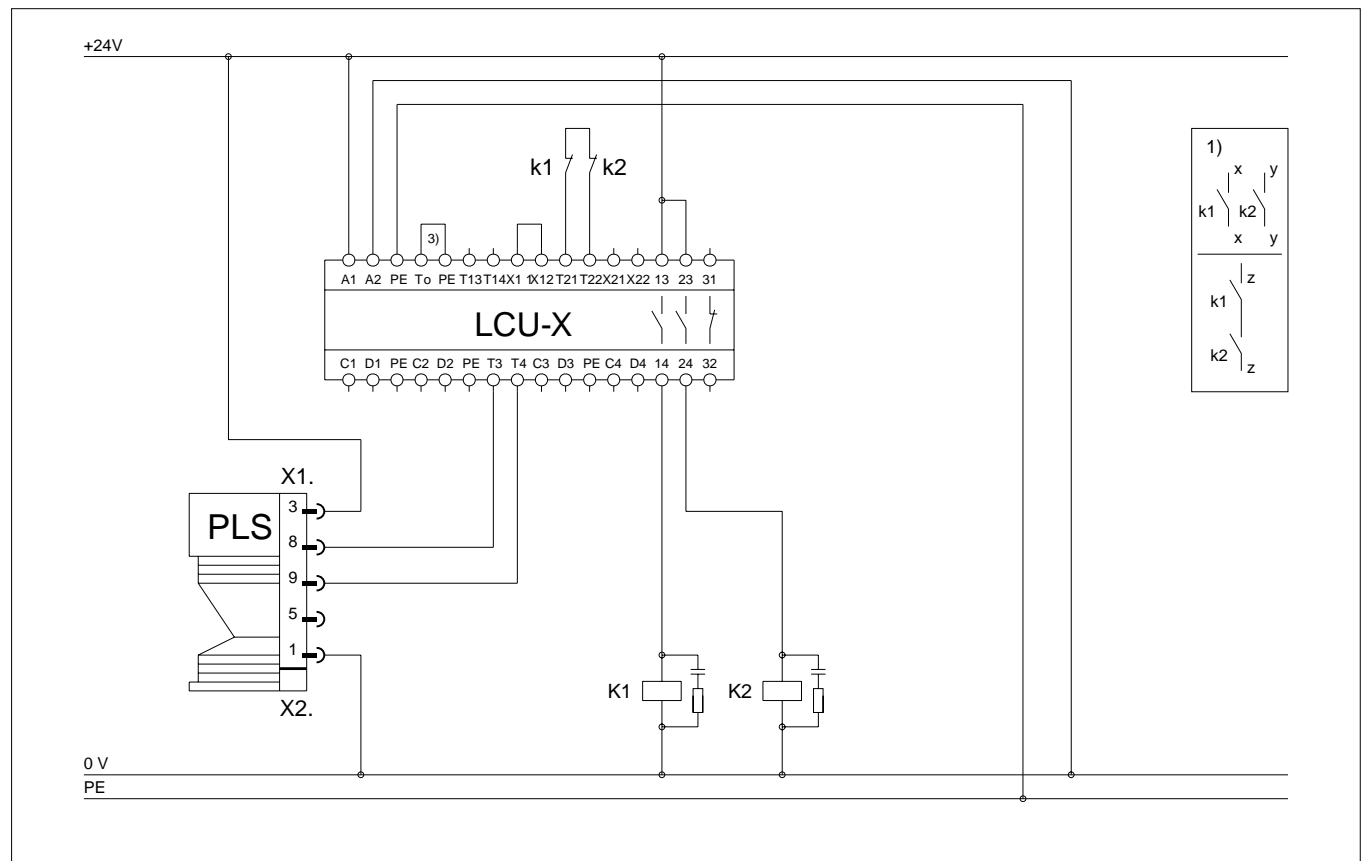 +24V
1)
x y
k1 k2
x y
z
k1
k2
z
k1 k2
3)
A1 A2 PE To PE T13 T14 X1 1 X12 T21 T22 X21 X22 13 23 31
LCU-X
C1 D1 PE C2 D2 PE T3 T4 C3 D3 PE C4 D4 14 24 32
X1.
3
PLS
8
9
5
1
X2.
K1 K2
0 V
PE